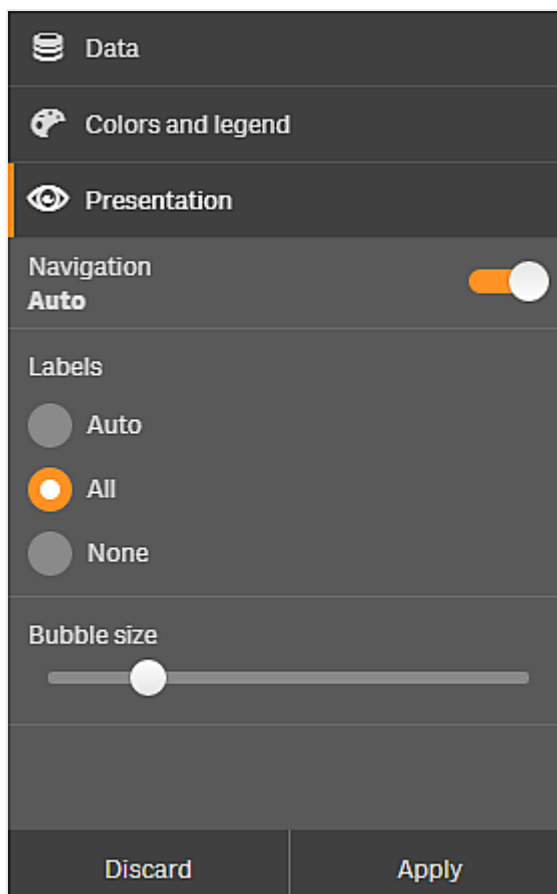 Data
Colors and legend
Presentation
Navigation
Auto
Labels
Auto
All
None
Bubble size
Discard Apply